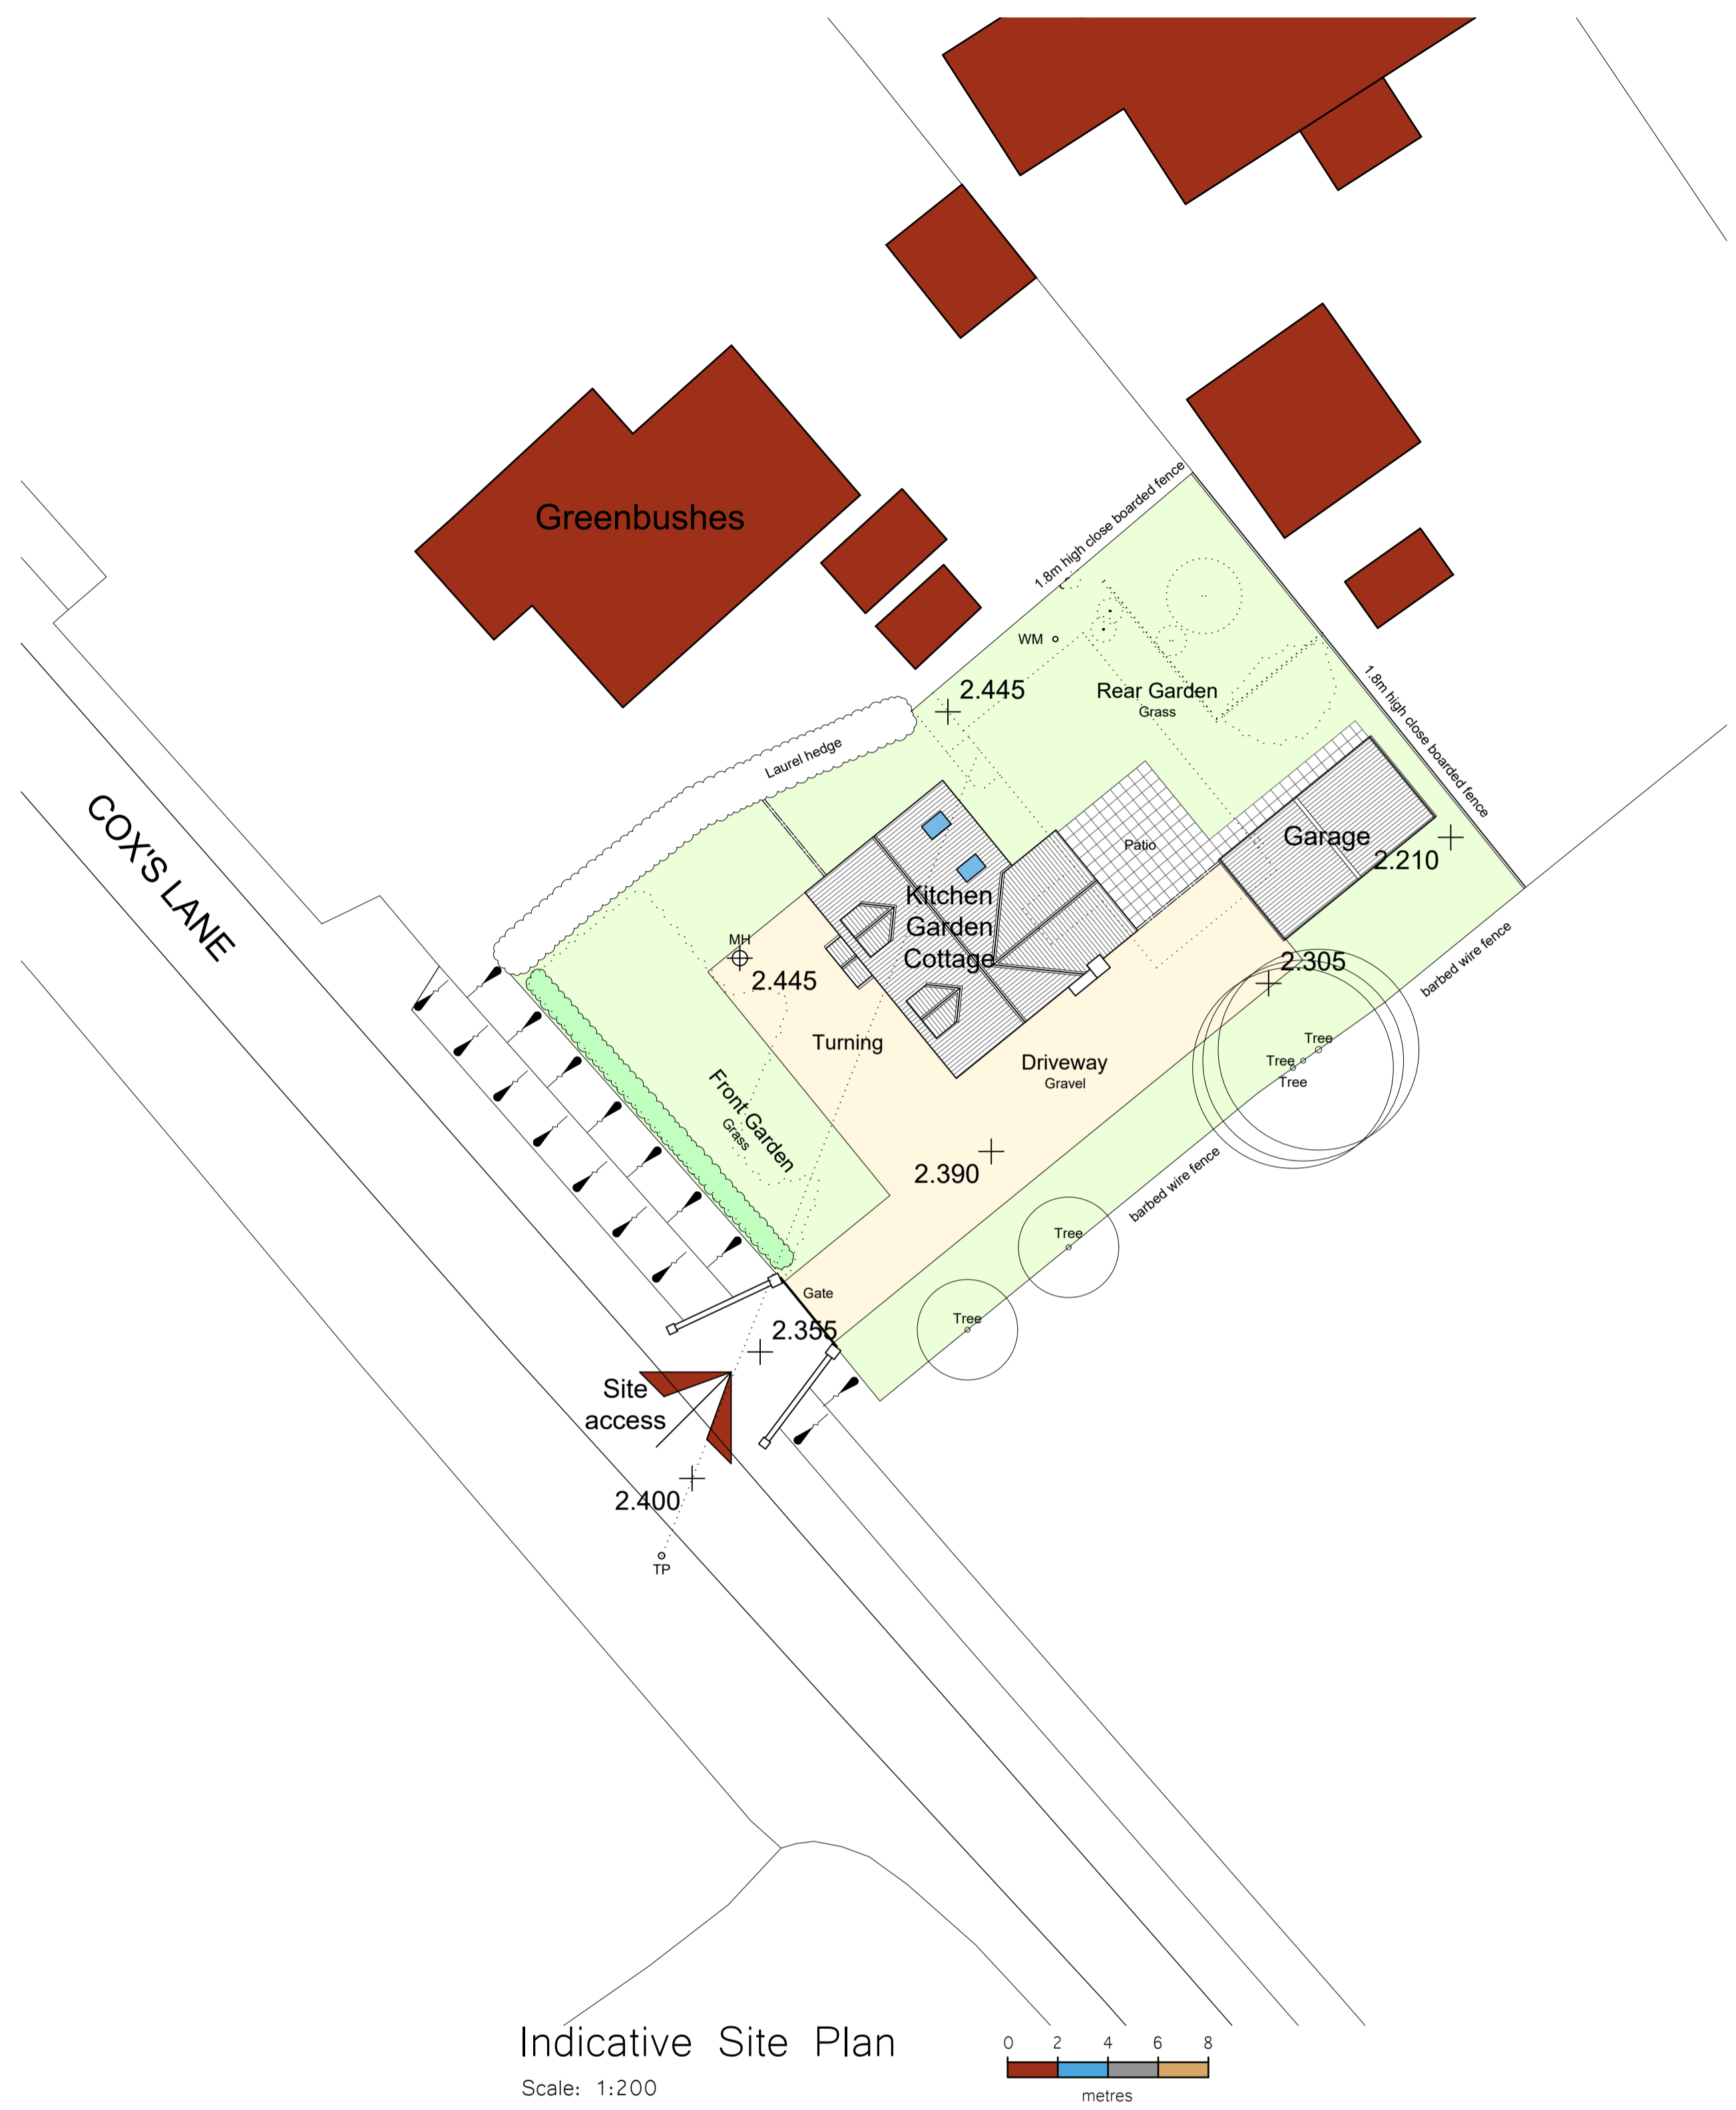 Greenbushes
1.8m high close boarded fence
WM
2.445
Rear Garden
Grass
1.8m high close boarded fence
Laurel hedge
COX'S LANE
Patio
Garage
2.210
Kitchen
Garden
Cottage
MH
2.445
2.305
barbed wire fence
Turning
Driveway
Gravel
Tree
Tree
Tree
Front Garden
Grass
2.390
barbed wire fence
Tree
Gate
Tree
2.355
Site
access
2.400
TP
Indicative Site Plan
Scale: 1:200
0 2 4 6 8
metres